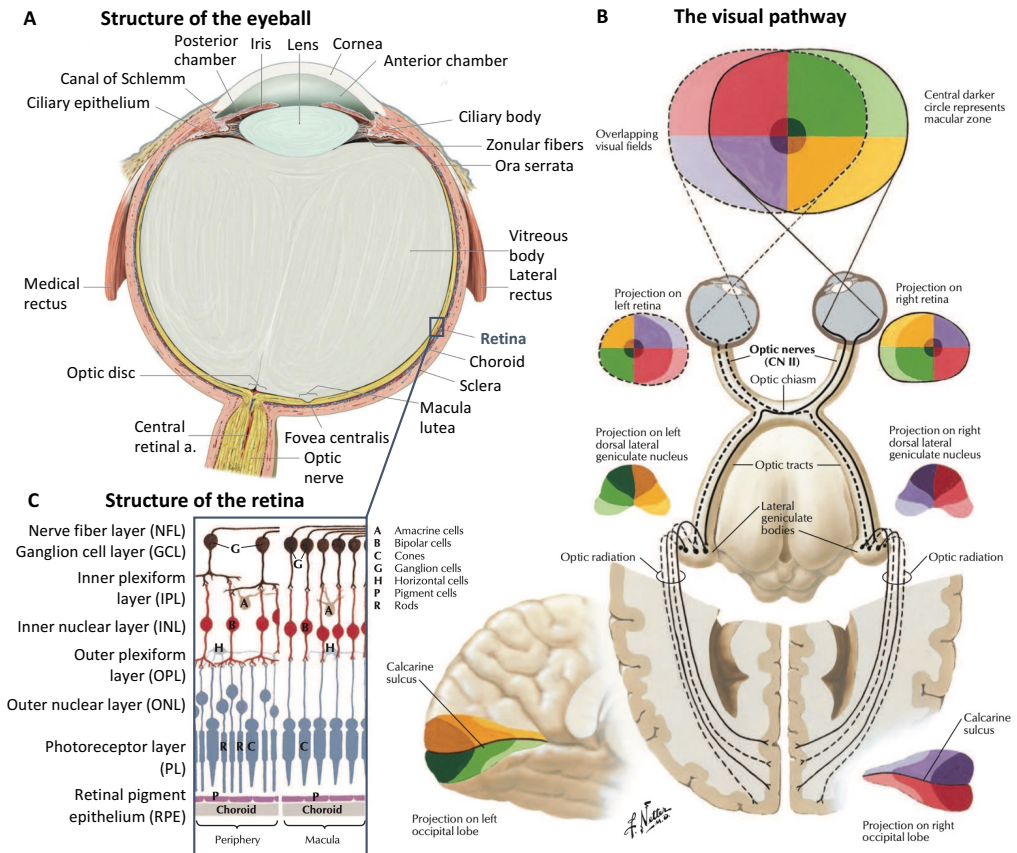 A Structure of the eyeball
Posterior
chamber
Iris
Lens
Cornea
Anterior chamber
Canal of Schlemm
Ciliary epithelium
Ciliary body
Zonular fibers
Ora serrata
Vitreous
body
Lateral
rectus
Medical
rectus
Retina
Choroid
Sclera
Macula
lutea
Optic disc
Central
retinal a.
Fovea centralis
Optic
nerve
B The visual pathway
Overlapping
visual fields
Central darker
circle represents
macular zone
Projection on
left retina
Projection on
right retina
Optic nerves
(CN II)
Optic chiasm
Projection on left
dorsal lateral
geniculate nucleus
Projection on right
dorsal lateral
geniculate nucleus
Optic tracts
Lateral
geniculate
bodies
Optic radiation
Optic radiation
Calcarine
sulcus
Calcarine
sulcus
Projection on left
occipital lobe
Projection on right
occipital lobe
F. Netter
M.D.
C Structure of the retina
Nerve fiber layer (NFL)
Ganglion cell layer (GCL)
Inner plexiform
layer (IPL)
Inner nuclear layer (INL)
Outer plexiform
layer (OPL)
Outer nuclear layer (ONL)
Photoreceptor layer
(PL)
Retinal pigment
epithelium (RPE)
G
G
A
A
B
B
H
H
R R C
C
P
P
Choroid
Choroid
Periphery
Macula
A Amacrine cells
B Bipolar cells
C Cones
G Ganglion cells
H Horizontal cells
P Pigment cells
R Rods